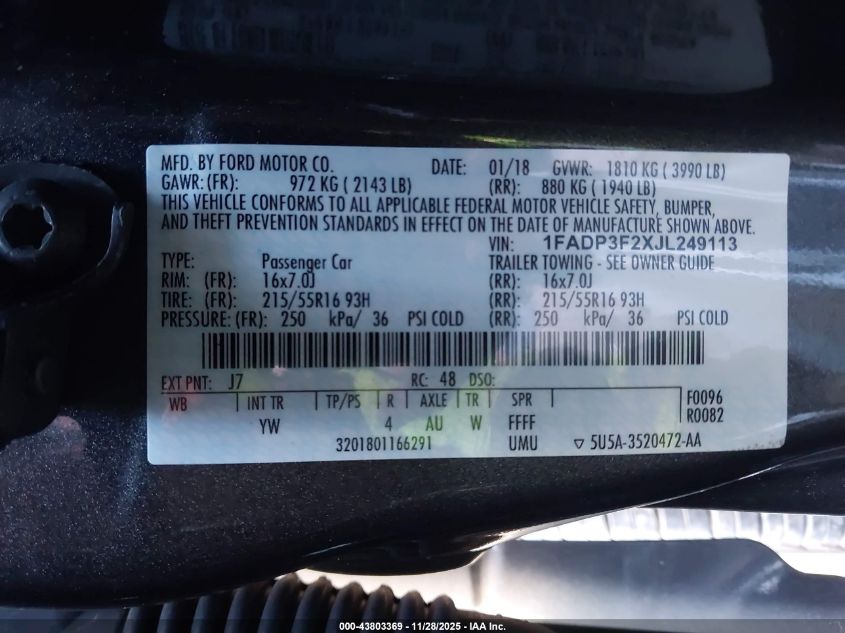 MFD. BY FORD MOTOR CO. DATE: 01/18 GVWR: 1810 KG ( 3990 LB)
GAWR: (FR): 972 KG ( 2143 LB) (RR): 880 KG ( 1940 LB)
THIS VEHICLE CONFORMS TO ALL APPLICABLE FEDERAL MOTOR VEHICLE SAFETY, BUMPER,
AND THEFT PREVENTION STANDARDS IN EFFECT ON THE DATE OF MANUFACTURE SHOWN ABOVE.
VIN: 1FADP3F2XJL249113
TYPE: Passenger Car TRAILER TOWING - SEE OWNER GUIDE
RIM: (FR): 16x7.0J (RR): 16x7.0J
TIRE: (FR): 215/55R16 93H (RR): 215/55R16 93H
PRESSURE: (FR): 250 kPa/ 36 PSI COLD (RR): 250 kPa/ 36 PSI COLD
EXT PNT: J7 RC: 48 DSO:
WB INT TR TP/PS R AXLE TR SPR F0096
YW 4 AU W FFFF R0082
3201801166291 UMU ▽ 5U5A-3520472-AA
000-43803369 - 11/28/2025 - IAA Inc.